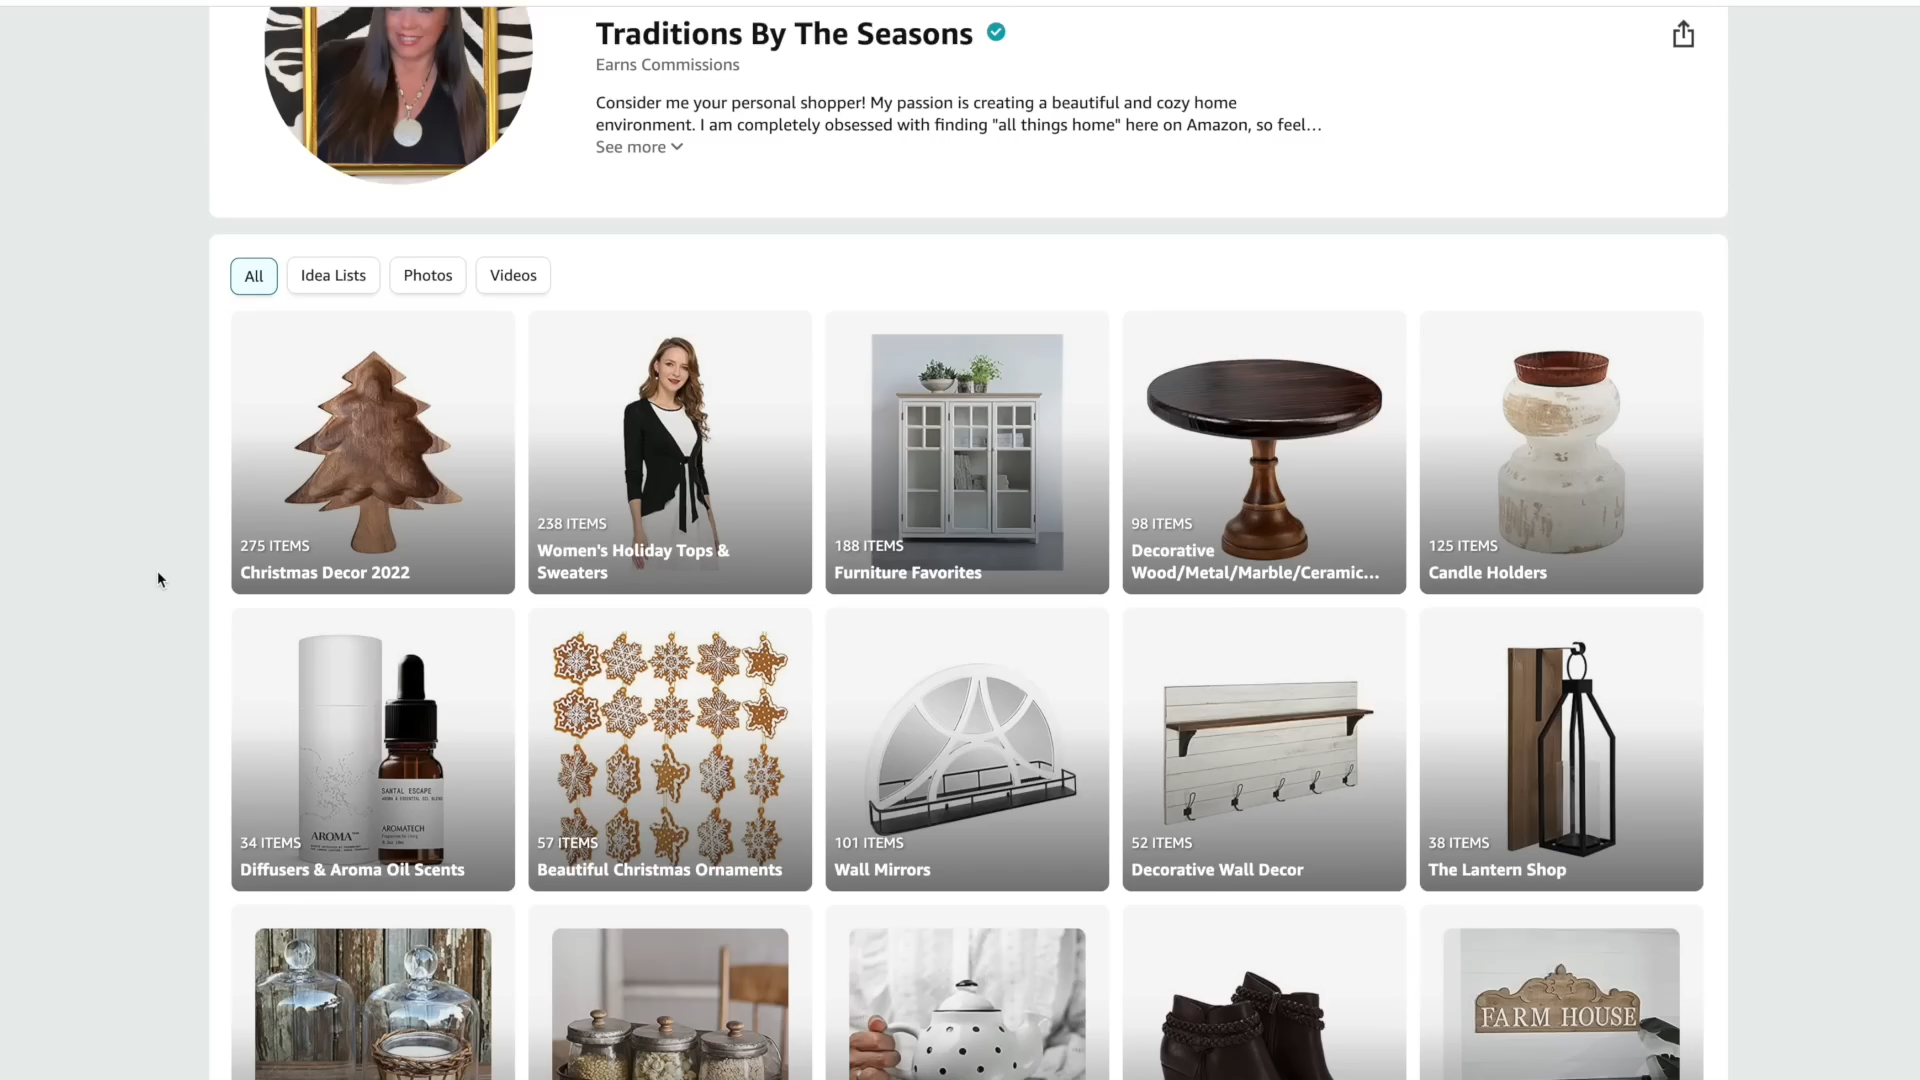 Traditions By The Seasons
Earns Commissions
Consider me your personal shopper! My passion is creating a beautiful and cozy home
environment. I am completely obsessed with finding "all things home" here on Amazon, so feel...
See more
All
Idea Lists
Photos
Videos
275 ITEMS
Christmas Decor 2022
238 ITEMS
Women's Holiday Tops &
Sweaters
188 ITEMS
Furniture Favorites
98 ITEMS
Decorative
Wood/Metal/Marble/Ceramic...
125 ITEMS
Candle Holders
SANTAL ESCAPE
AROMA
AROMATECH
34 ITEMS
Diffusers & Aroma Oil Scents
57 ITEMS
Beautiful Christmas Ornaments
101 ITEMS
Wall Mirrors
52 ITEMS
Decorative Wall Decor
38 ITEMS
The Lantern Shop
FARM HOUSE